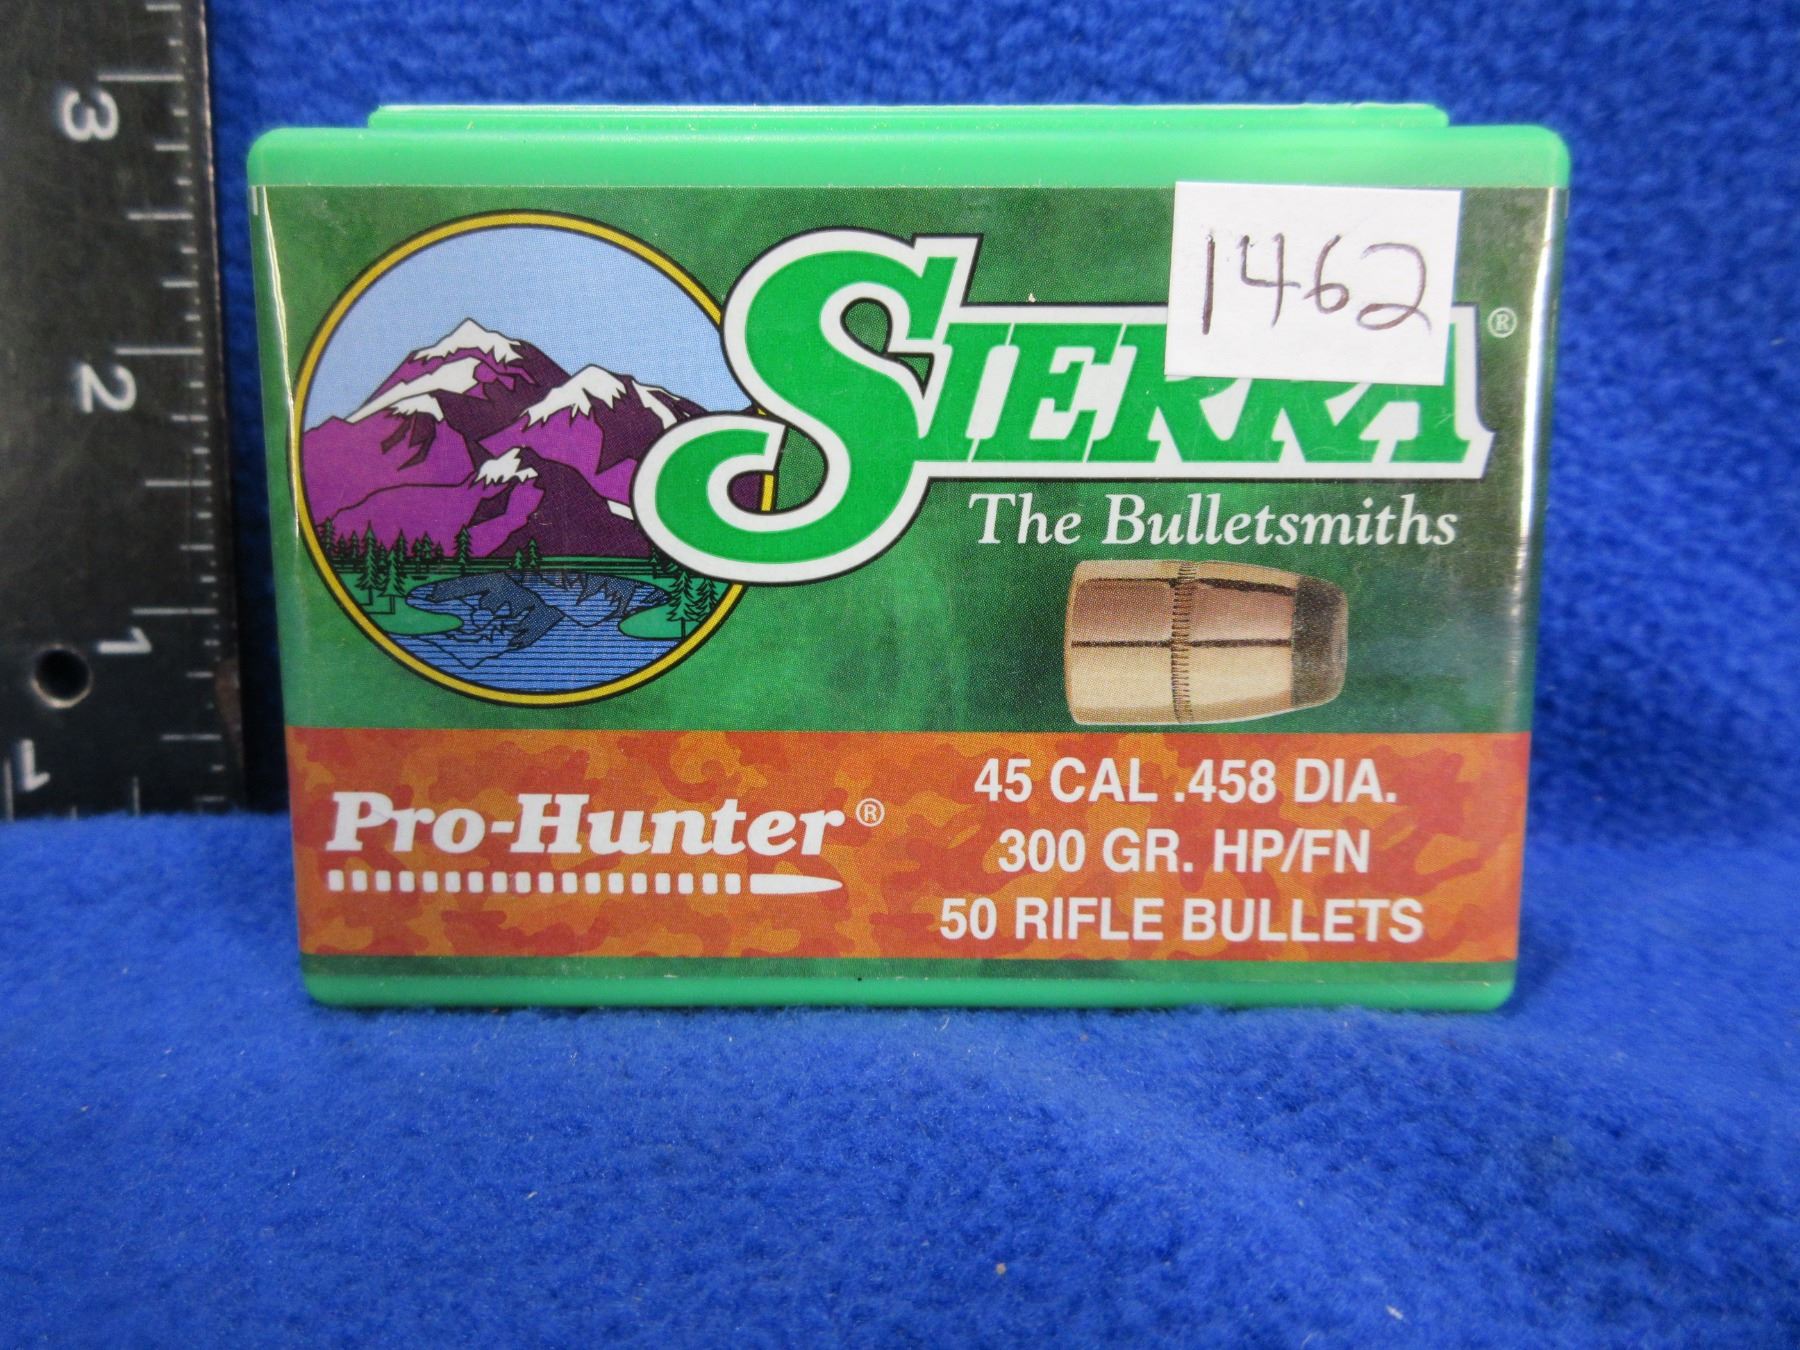 3
2
1
1
1462
SIERRA®
The Bulletsmiths
Pro-Hunter®
45 CAL .458 DIA.
300 GR. HP/FN
50 RIFLE BULLETS